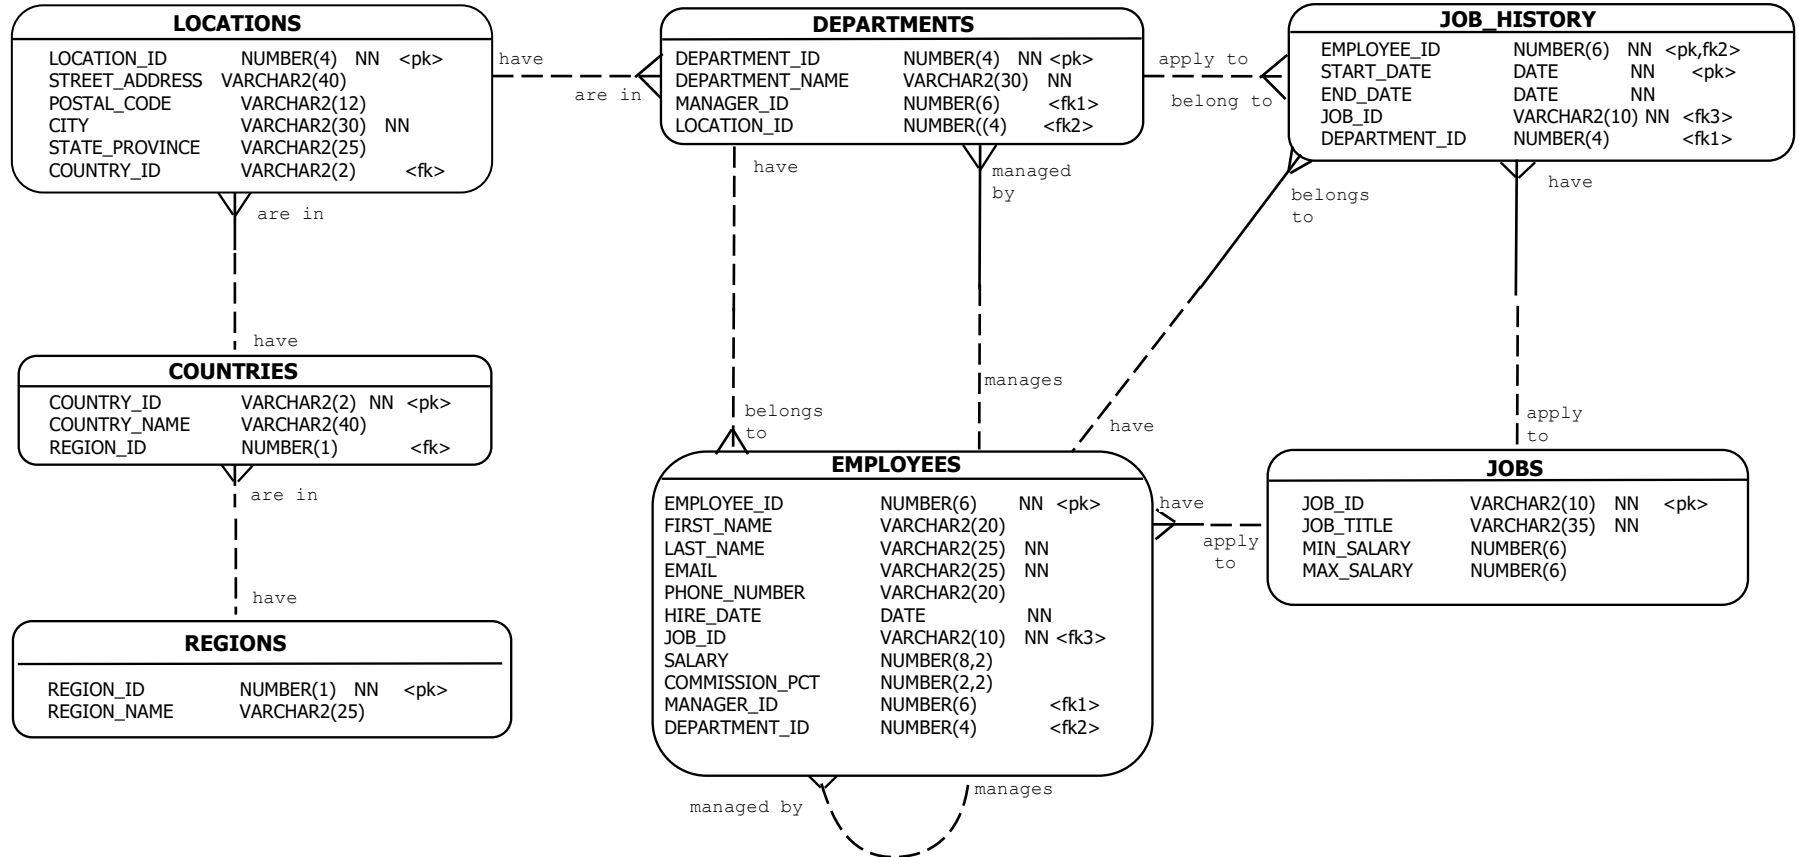 LOCATIONS
LOCATION_ID NUMBER(4) NN <pk>
STREET_ADDRESS VARCHAR2(40)
POSTAL_CODE VARCHAR2(12)
CITY VARCHAR2(30) NN
STATE_PROVINCE VARCHAR2(25)
COUNTRY_ID VARCHAR2(2) <fk>
have
are in
DEPARTMENTS
DEPARTMENT_ID NUMBER(4) NN <pk>
DEPARTMENT_NAME VARCHAR2(30) NN
MANAGER_ID NUMBER(6) <fk1>
LOCATION_ID NUMBER((4) <fk2>
apply to
belong to
JOB_HISTORY
EMPLOYEE_ID NUMBER(6) NN <pk,fk2>
START_DATE DATE NN <pk>
END_DATE DATE NN
JOB_ID VARCHAR2(10) NN <fk3>
DEPARTMENT_ID NUMBER(4) <fk1>
are in
have
have
managed
by
belongs
to
have
COUNTRIES
COUNTRY_ID VARCHAR2(2) NN <pk>
COUNTRY_NAME VARCHAR2(40)
REGION_ID NUMBER(1) <fk>
are in
have
belongs
to
manages
have
apply
to
REGIONS
REGION_ID NUMBER(1) NN <pk>
REGION_NAME VARCHAR2(25)
EMPLOYEES
EMPLOYEE_ID NUMBER(6) NN <pk>
FIRST_NAME VARCHAR2(20)
LAST_NAME VARCHAR2(25) NN
EMAIL VARCHAR2(25) NN
PHONE_NUMBER VARCHAR2(20)
HIRE_DATE DATE NN
JOB_ID VARCHAR2(10) NN <fk3>
SALARY NUMBER(8,2)
COMMISSION_PCT NUMBER(2,2)
MANAGER_ID NUMBER(6) <fk1>
DEPARTMENT_ID NUMBER(4) <fk2>
have
apply
to
JOBS
JOB_ID VARCHAR2(10) NN <pk>
JOB_TITLE VARCHAR2(35) NN
MIN_SALARY NUMBER(6)
MAX_SALARY NUMBER(6)
managed by
manages